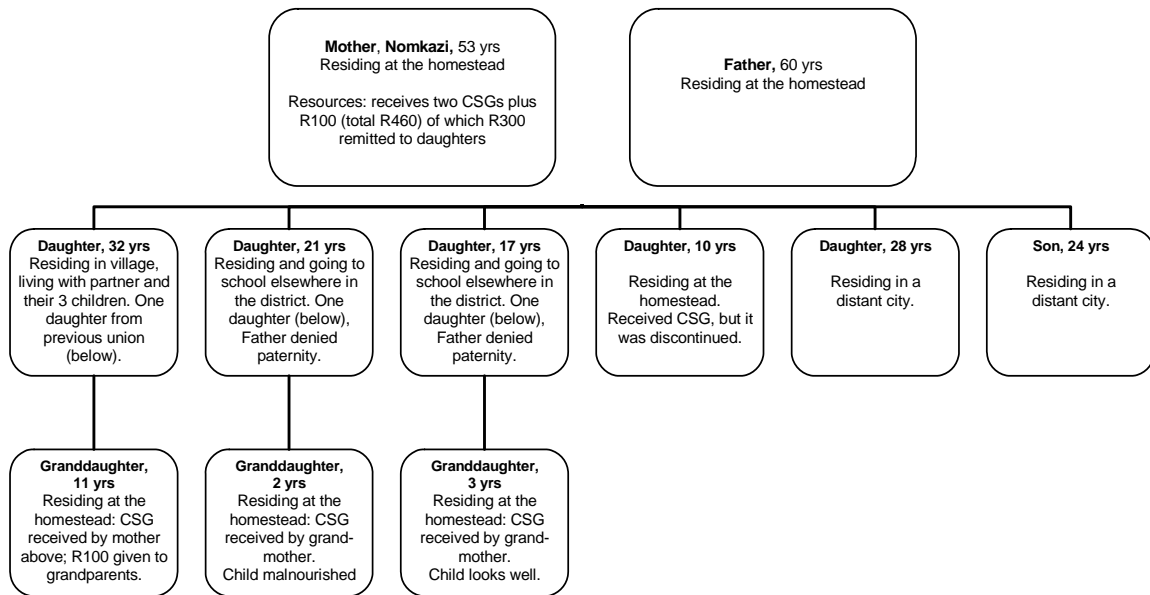 Mother, Nomkazi, 53 yrs
Residing at the homestead
Resources: receives two CSGs plus
R100 (total R460) of which R300
remitted to daughters
Father, 60 yrs
Residing at the homestead
Daughter, 32 yrs
Residing in village,
living with partner and
their 3 children. One
daughter from
previous union
(below).
Daughter, 21 yrs
Residing and going to
school elsewhere in
the district. One
daughter (below),
Father denied
paternity.
Daughter, 17 yrs
Residing and going to
school elsewhere in
the district. One
daughter (below),
Father denied
paternity.
Daughter, 10 yrs
Residing at the
homestead.
Received CSG, but it
was discontinued.
Daughter, 28 yrs
Residing in a
distant city.
Son, 24 yrs
Residing in a
distant city.
Granddaughter,
11 yrs
Residing at the
homestead: CSG
received by mother
above; R100 given to
grandparents.
Granddaughter,
2 yrs
Residing at the
homestead: CSG
received by grand-
mother.
Child malnourished
Granddaughter,
3 yrs
Residing at the
homestead: CSG
received by grand-
mother.
Child looks well.